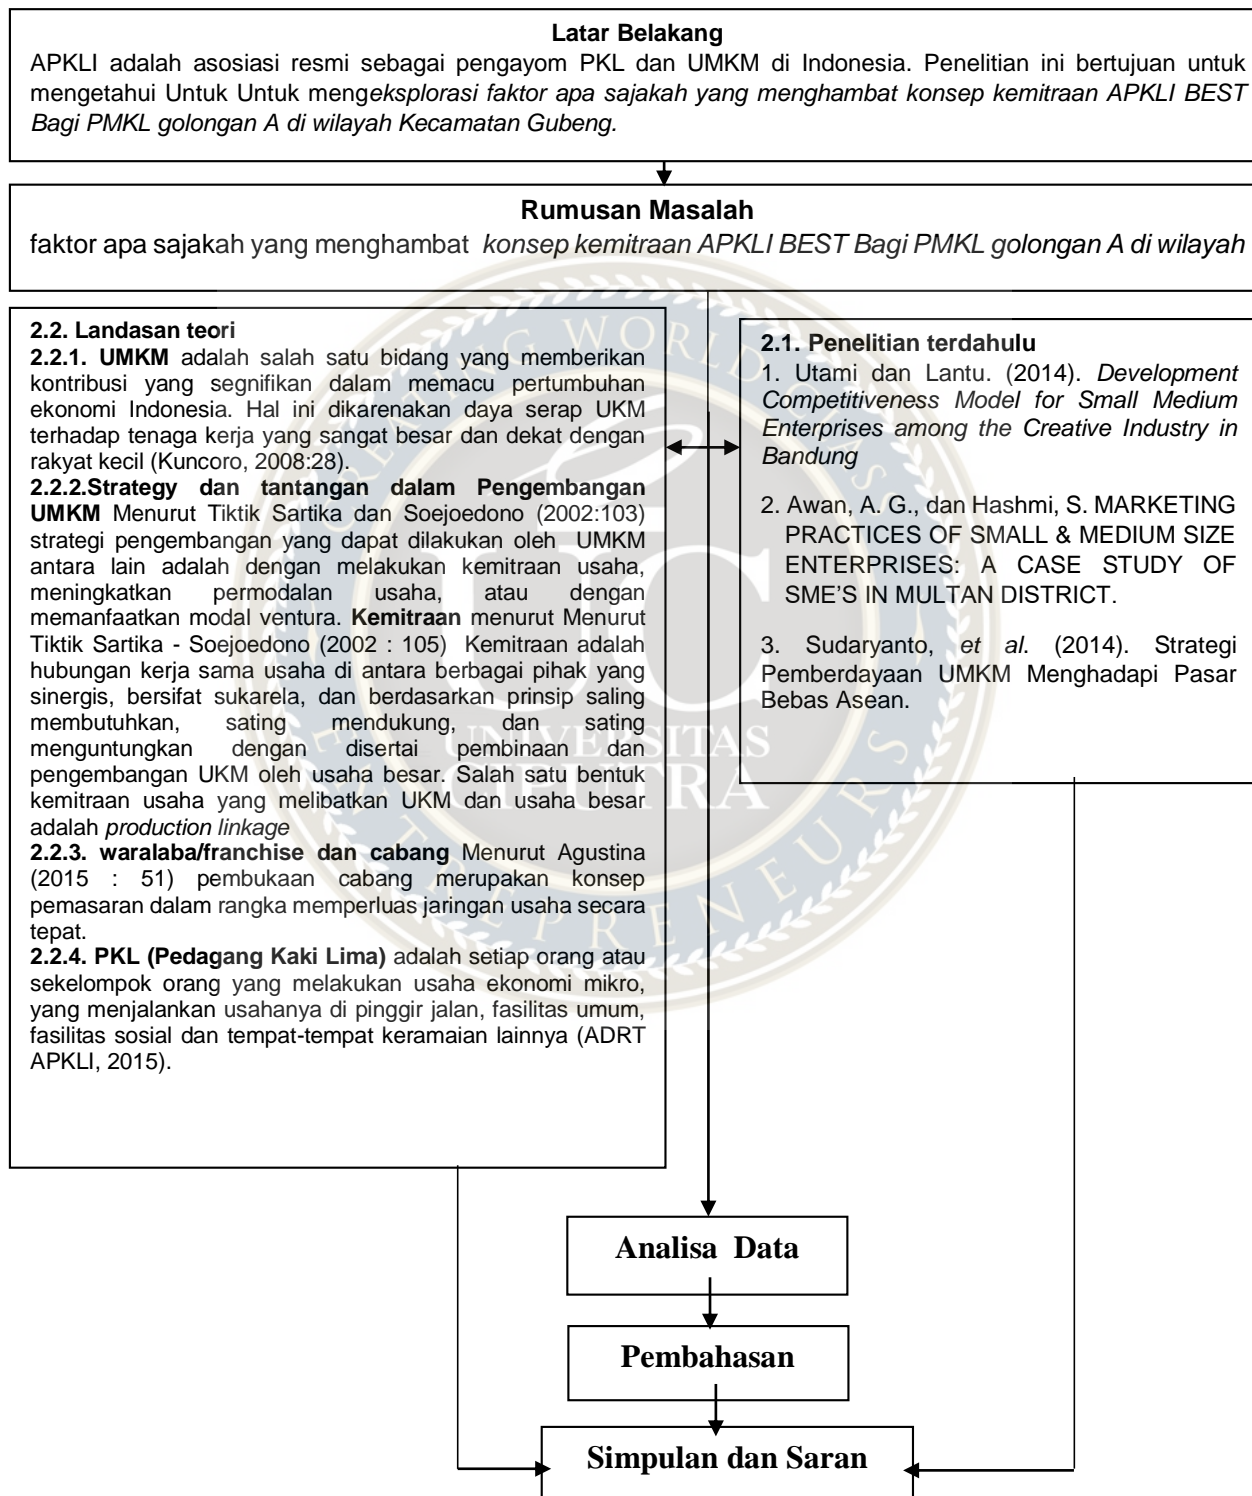 Latar Belakang
APKLI adalah asosiasi resmi sebagai pengayom PKL dan UMKM di Indonesia. Penelitian ini bertujuan untuk
mengetahui Untuk Untuk mengeksplorasi faktor apa sajakah yang menghambat konsep kemitraan APKLI BEST
Bagi PMKL golongan A di wilayah Kecamatan Gubeng.
Rumusan Masalah
faktor apa sajakah yang menghambat konsep kemitraan APKLI BEST Bagi PMKL golongan A di wilayah
2.2. Landasan teori
2.2.1. UMKM adalah salah satu bidang yang memberikan
kontribusi yang segnifikan dalam memacu pertumbuhan
ekonomi Indonesia. Hal ini dikarenakan daya serap UKM
terhadap tenaga kerja yang sangat besar dan dekat dengan
rakyat kecil (Kuncoro, 2008:28).
2.2.2.Strategy dan tantangan dalam Pengembangan
UMKM Menurut Tiktik Sartika dan Soejoedono (2002:103)
strategi pengembangan yang dapat dilakukan oleh UMKM
antara lain adalah dengan melakukan kemitraan usaha,
meningkatkan permodalan usaha, atau dengan
memanfaatkan modal ventura. Kemitraan menurut Menurut
Tiktik Sartika - Soejoedono (2002 : 105) Kemitraan adalah
hubungan kerja sama usaha di antara berbagai pihak yang
sinergis, bersifat sukarela, dan berdasarkan prinsip saling
membutuhkan, sating mendukung, dan sating
menguntungkan dengan disertai pembinaan dan
pengembangan UKM oleh usaha besar. Salah satu bentuk
kemitraan usaha yang melibatkan UKM dan usaha besar
adalah production linkage
2.2.3. waralaba/franchise dan cabang Menurut Agustina
(2015 : 51) pembukaan cabang merupakan konsep
pemasaran dalam rangka memperluas jaringan usaha secara
tepat.
2.2.4. PKL (Pedagang Kaki Lima) adalah setiap orang atau
sekelompok orang yang melakukan usaha ekonomi mikro,
yang menjalankan usahanya di pinggir jalan, fasilitas umum,
fasilitas sosial dan tempat-tempat keramaian lainnya (ADRT
APKLI, 2015).
2.1. Penelitian terdahulu
1. Utami dan Lantu. (2014). Development
Competitiveness Model for Small Medium
Enterprises among the Creative Industry in
Bandung
2. Awan, A. G., dan Hashmi, S. MARKETING
PRACTICES OF SMALL & MEDIUM SIZE
ENTERPRISES: A CASE STUDY OF
SME'S IN MULTAN DISTRICT.
3. Sudaryanto, et al. (2014). Strategi
Pemberdayaan UMKM Menghadapi Pasar
Bebas Asean.
CREATING WORLD CLASS
UC
UNIVERSITAS
CIPUTRA
ENTREPRENEURS
Analisa Data
Pembahasan
Simpulan dan Saran